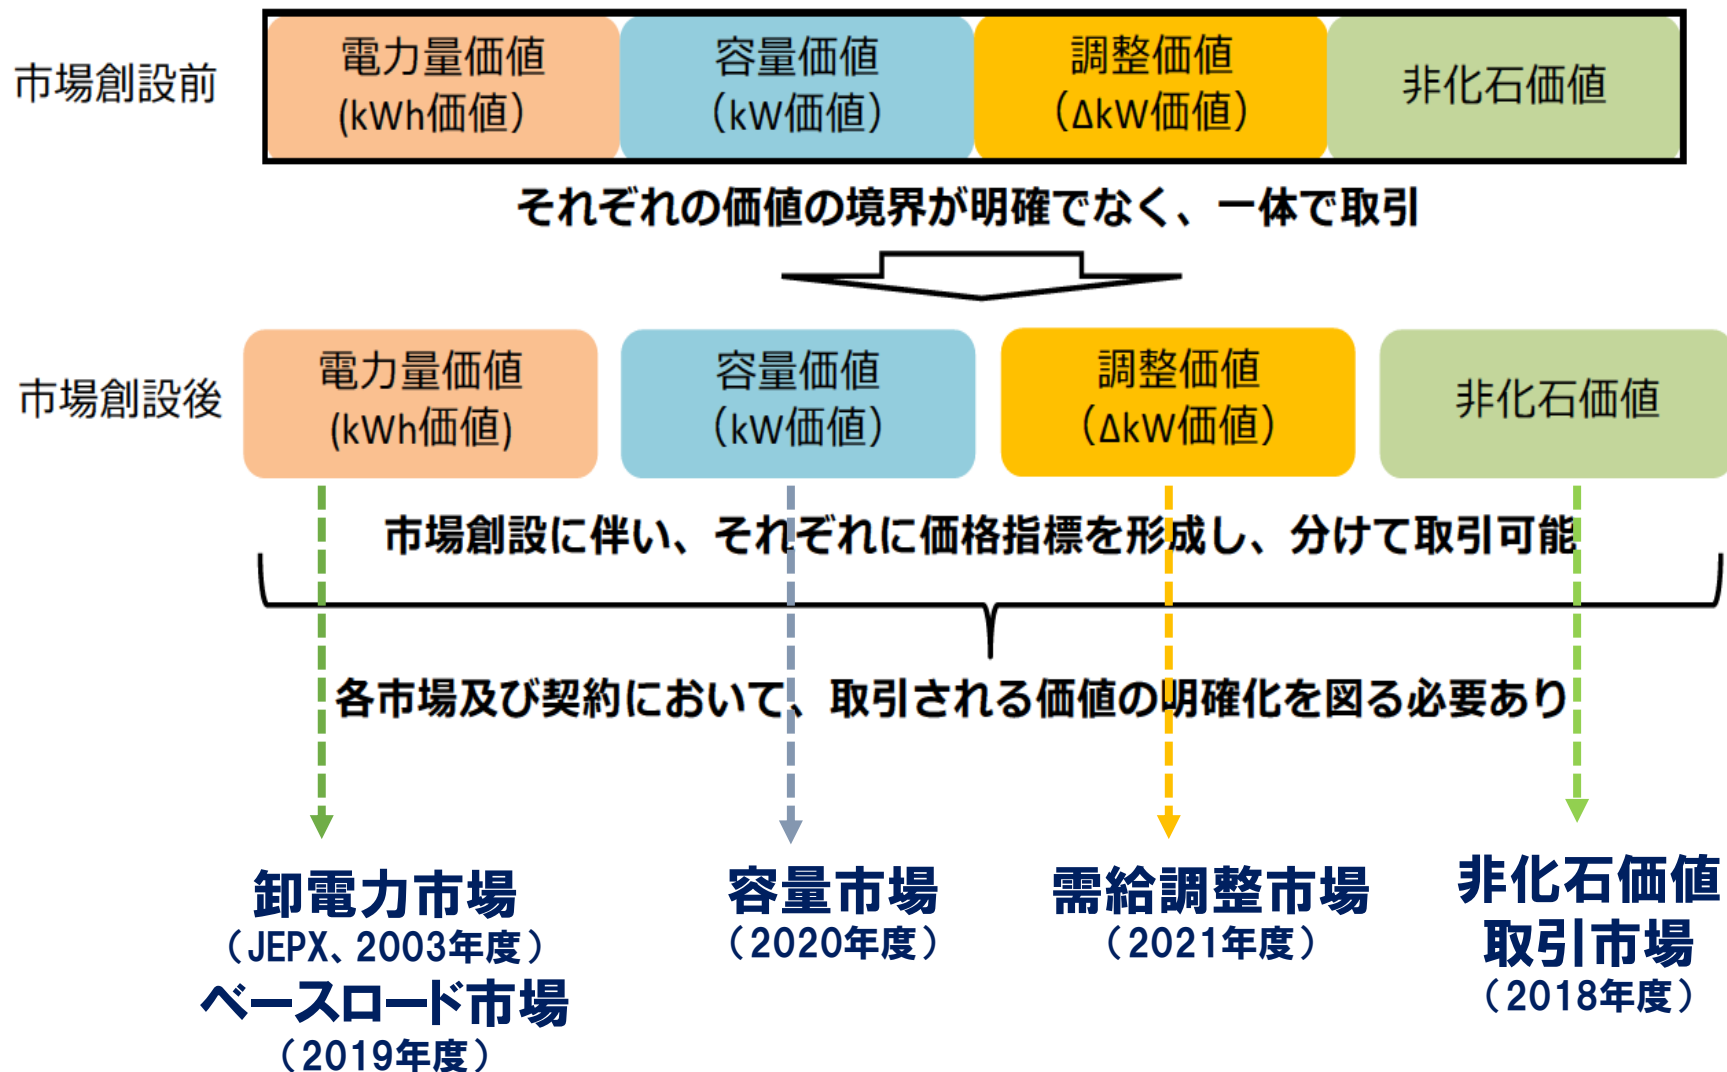 市場創設前
電力量価値
(kWh価値）
容量価値
（kW価値）
調整価値
（ΔkW価値）
非化石価値
それぞれの価値の境界が明確でなく、一体で取引
市場創設後
電力量価値
(kWh価値)
容量価値
（kW価値）
調整価値
（ΔkW価値）
非化石価値
市場創設に伴い、それぞれに価格指標を形成し、分けて取引可能
各市場及び契約において、取引される価値の明確化を図る必要あり
卸電力市場
（JEPX、2003年度）
ベースロード市場
（2019年度）
容量市場
（2020年度）
需給調整市場
（2021年度）
非化石価値
取引市場
（2018年度）